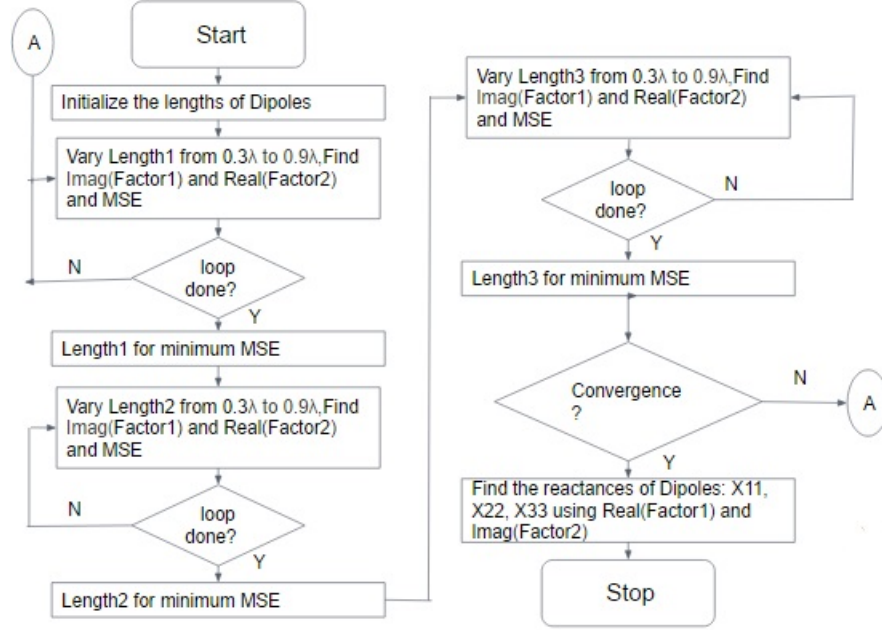 A
Start
Initialize the lengths of Dipoles
Vary Length1 from 0.3λ to 0.9λ,Find
Imag(Factor1) and Real(Factor2)
and MSE
N
loop
done?
Y
Length1 for minimum MSE
Vary Length2 from 0.3λ to 0.9λ,Find
Imag(Factor1) and Real(Factor2)
and MSE
N
loop
done?
Y
Length2 for minimum MSE
Vary Length3 from 0.3λ to 0.9λ,Find
Imag(Factor1) and Real(Factor2)
and MSE
N
loop
done?
Y
Length3 for minimum MSE
Convergence
?
N
A
Y
Find the reactances of Dipoles: X11,
X22, X33 using Real(Factor1) and
Imag(Factor2)
Stop